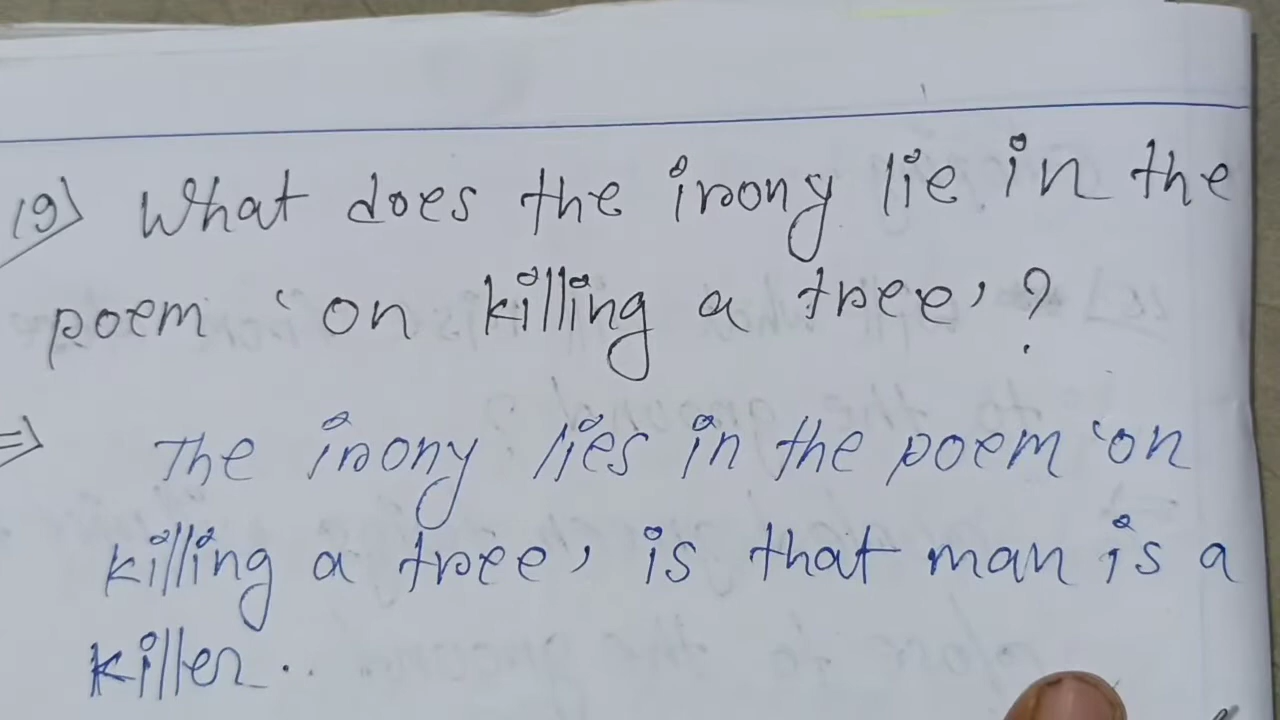 19) What does the irony lie in the
poem 'on killing a tree'?
⇒ The irony lies in the poem 'on
killing a tree' is that man is a
killer..